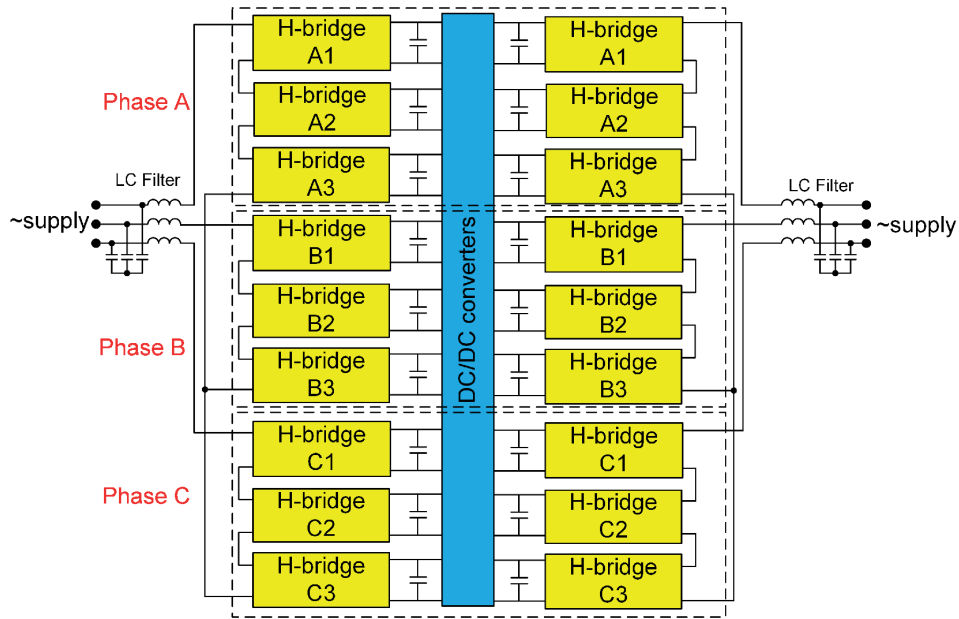 H-bridge
A1
H-bridge
A1
Phase A
H-bridge
A2
H-bridge
A2
LC Filter
H-bridge
A3
H-bridge
A3
LC Filter
~supply
H-bridge
B1
H-bridge
B1
~supply
DC/DC converters
Phase B
H-bridge
B2
H-bridge
B2
H-bridge
B3
H-bridge
B3
H-bridge
C1
H-bridge
C1
Phase C
H-bridge
C2
H-bridge
C2
H-bridge
C3
H-bridge
C3